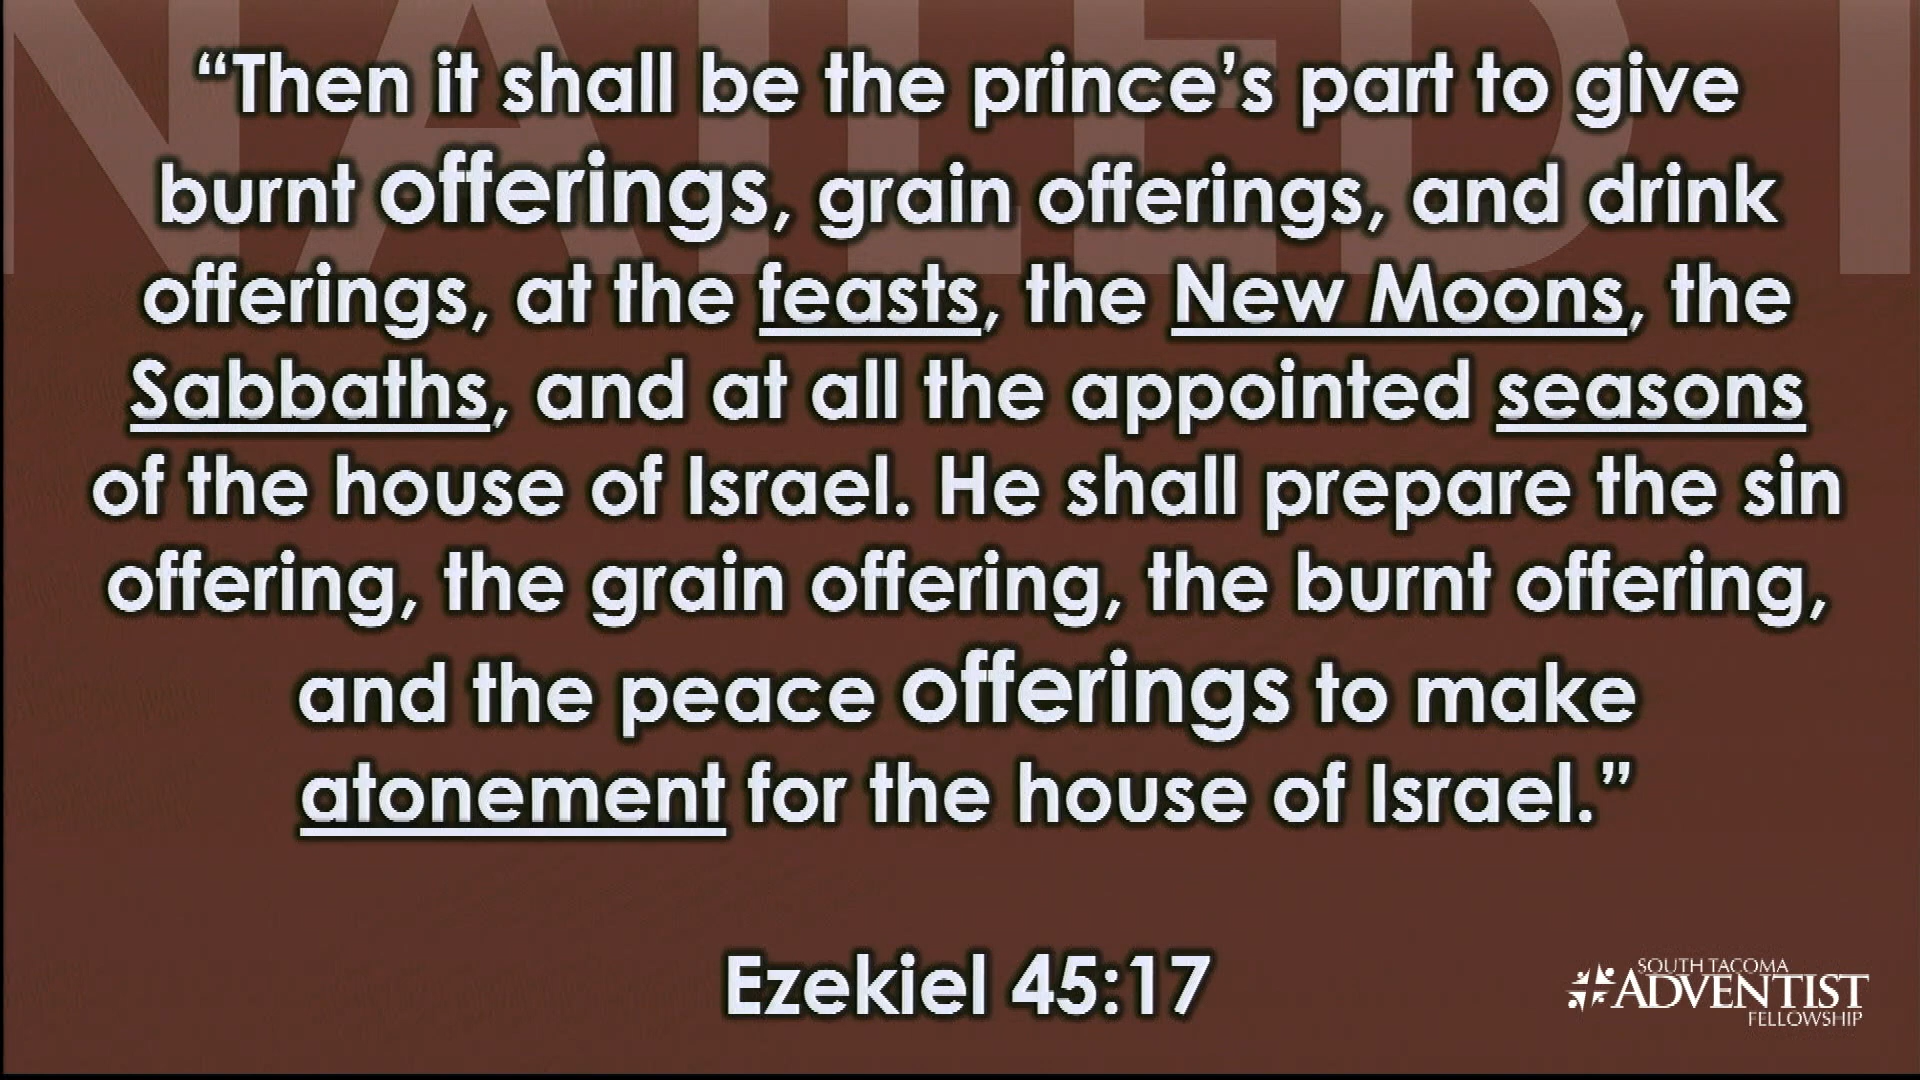 NAILED
“Then it shall be the prince’s part to give
burnt offerings, grain offerings, and drink
offerings, at the feasts, the New Moons, the
Sabbaths, and at all the appointed seasons
of the house of Israel. He shall prepare the sin
offering, the grain offering, the burnt offering,
and the peace offerings to make
atonement for the house of Israel.”
Ezekiel 45:17
SOUTH TACOMA
ADVENTIST
FELLOWSHIP